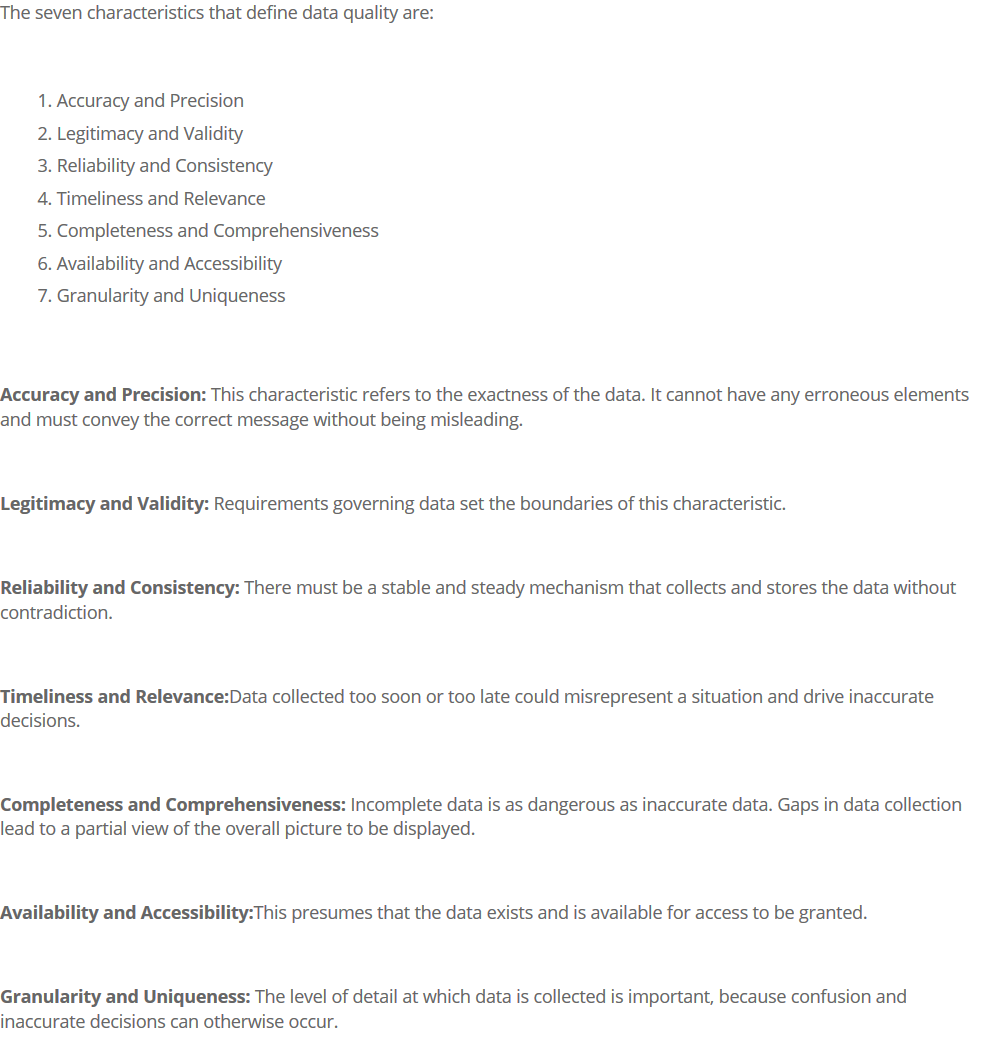 The seven characteristics that define data quality are:
1. Accuracy and Precision
2. Legitimacy and Validity
3. Reliability and Consistency
4. Timeliness and Relevance
5. Completeness and Comprehensiveness
6. Availability and Accessibility
7. Granularity and Uniqueness
Accuracy and Precision: This characteristic refers to the exactness of the data. It cannot have any erroneous elements
and must convey the correct message without being misleading.
Legitimacy and Validity: Requirements governing data set the boundaries of this characteristic.
Reliability and Consistency: There must be a stable and steady mechanism that collects and stores the data without
contradiction.
Timeliness and Relevance:Data collected too soon or too late could misrepresent a situation and drive inaccurate
decisions.
Completeness and Comprehensiveness: Incomplete data is as dangerous as inaccurate data. Gaps in data collection
lead to a partial view of the overall picture to be displayed.
Availability and Accessibility:This presumes that the data exists and is available for access to be granted.
Granularity and Uniqueness: The level of detail at which data is collected is important, because confusion and
inaccurate decisions can otherwise occur.